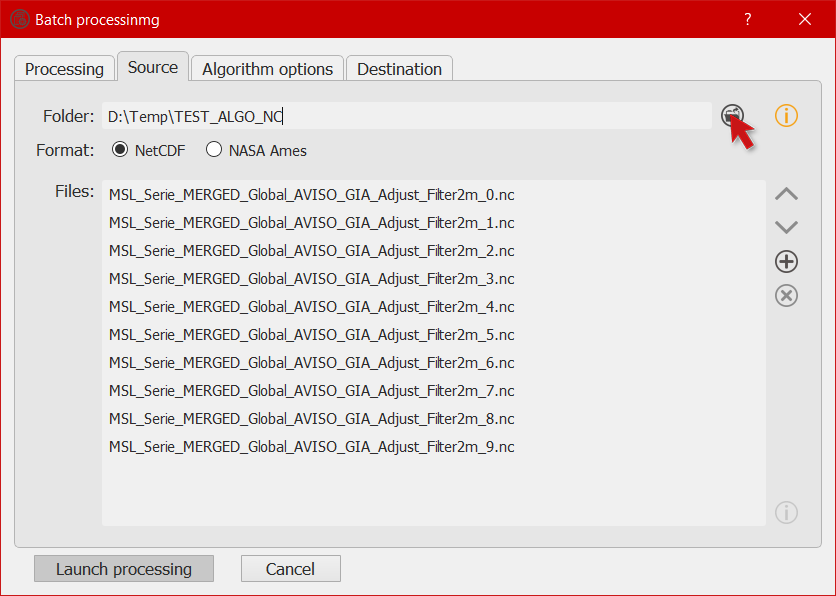 Batch processinmg
?
Processing Source Algorithm options Destination
Folder: D:\Temp\TEST_ALGO_NC
Format: NetCDF NASA Ames
Files:
MSL_Serie_MERGED_Global_AVISO_GIA_Adjust_Filter2m_0.nc
MSL_Serie_MERGED_Global_AVISO_GIA_Adjust_Filter2m_1.nc
MSL_Serie_MERGED_Global_AVISO_GIA_Adjust_Filter2m_2.nc
MSL_Serie_MERGED_Global_AVISO_GIA_Adjust_Filter2m_3.nc
MSL_Serie_MERGED_Global_AVISO_GIA_Adjust_Filter2m_4.nc
MSL_Serie_MERGED_Global_AVISO_GIA_Adjust_Filter2m_5.nc
MSL_Serie_MERGED_Global_AVISO_GIA_Adjust_Filter2m_6.nc
MSL_Serie_MERGED_Global_AVISO_GIA_Adjust_Filter2m_7.nc
MSL_Serie_MERGED_Global_AVISO_GIA_Adjust_Filter2m_8.nc
MSL_Serie_MERGED_Global_AVISO_GIA_Adjust_Filter2m_9.nc
Launch processing Cancel